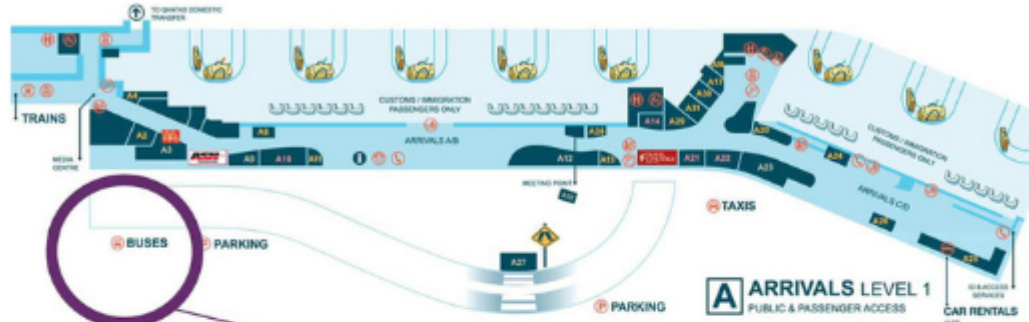 TO QANTAS DOMESTIC
TRANSFER
TRAINS
MEDIA
CENTRE
A4
A2
A3
A8
A9
A10
A11
CUSTOMS / IMMIGRATION
PASSENGERS ONLY
ARRIVALS A/B
A12
A13
A24
A14
A29
A31
A30
A17
MEETING POINT
A21
A22
A23
A20
CUSTOMS / IMMIGRATION
PASSENGERS ONLY
ARRIVALS C/D
TAXIS
BUSES
PARKING
A27
PARKING
A ARRIVALS LEVEL 1
PUBLIC & PASSENGER ACCESS
CAR RENTALS